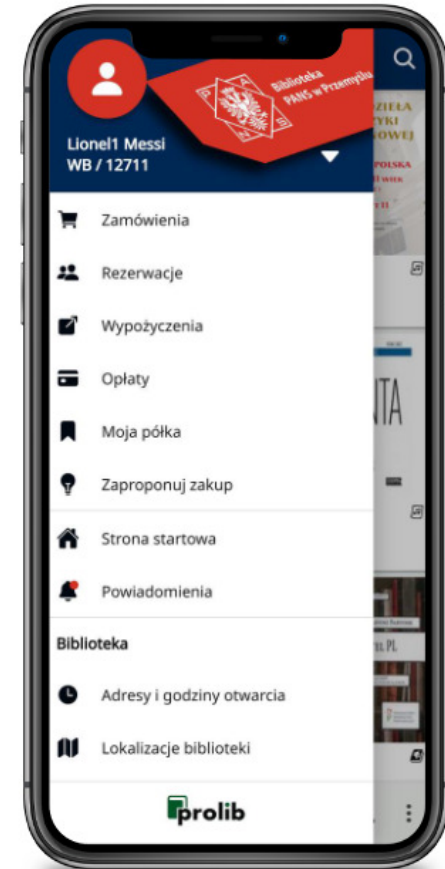 Biblioteka
PANS w Przemyślu
P A N S
Lionel1 Messi
WB / 12711
Zamówienia
Rezerwacje
Wypożyczenia
Opłaty
Moja półka
Zaproponuj zakup
Strona startowa
Powiadomienia
Biblioteka
Adresy i godziny otwarcia
Lokalizacje biblioteki
prolib
POLSKA